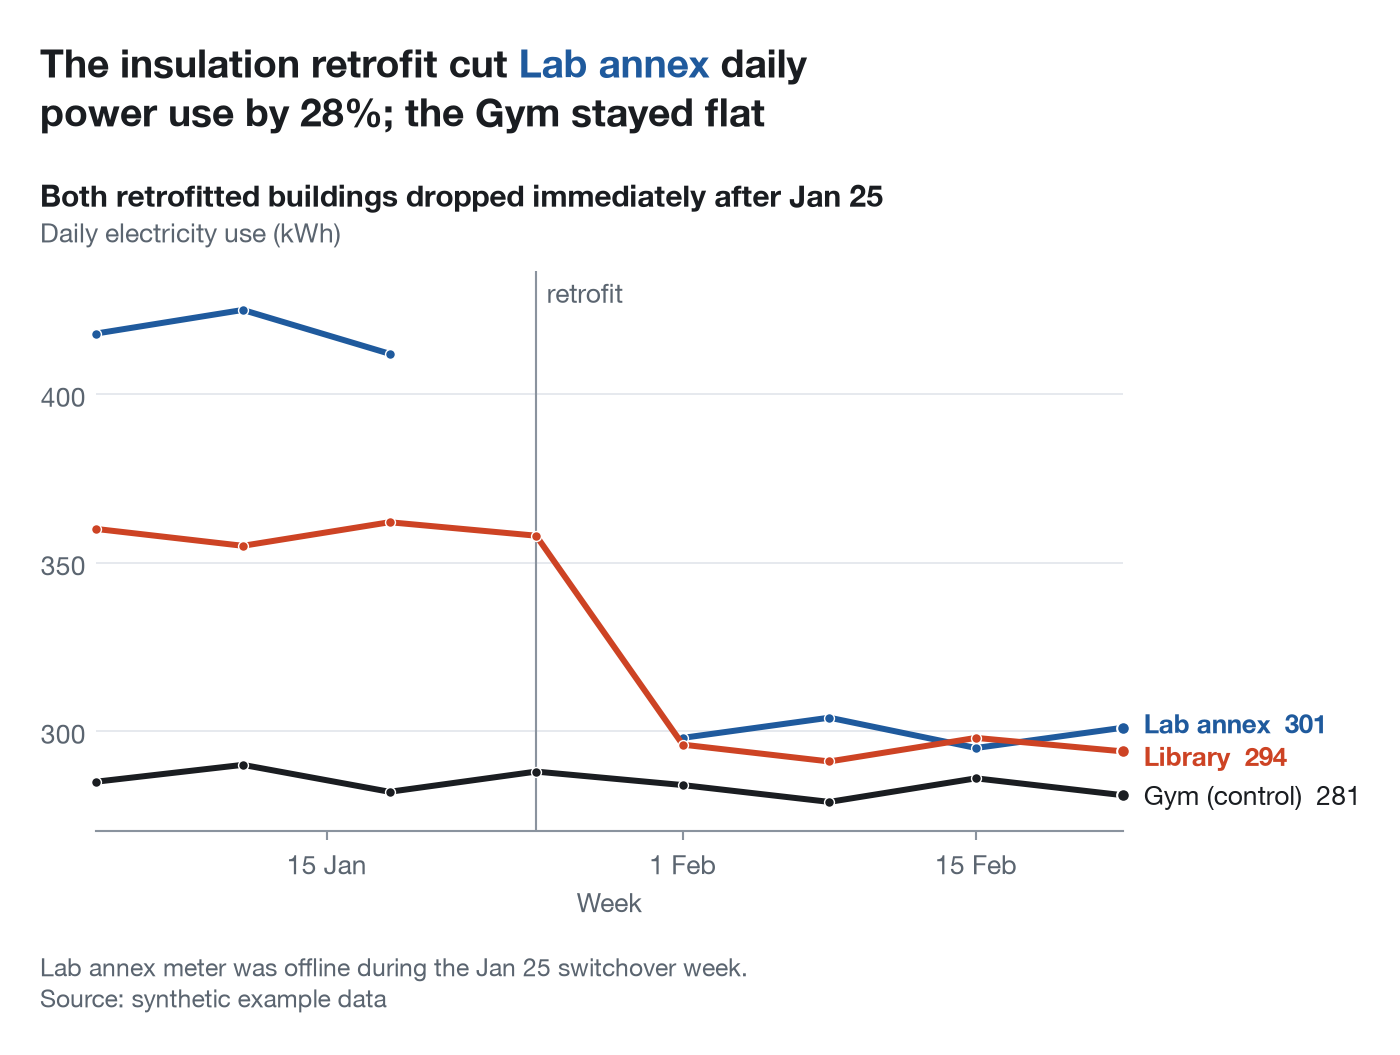 The insulation retrofit cut Lab annex daily
power use by 28%; the Gym stayed flat
Both retrofitted buildings dropped immediately after Jan 25
Daily electricity use (kWh)
retrofit
400
350
300
Lab annex 301
Library 294
Gym (control) 281
15 Jan
1 Feb
15 Feb
Week
Lab annex meter was offline during the Jan 25 switchover week.
Source: synthetic example data